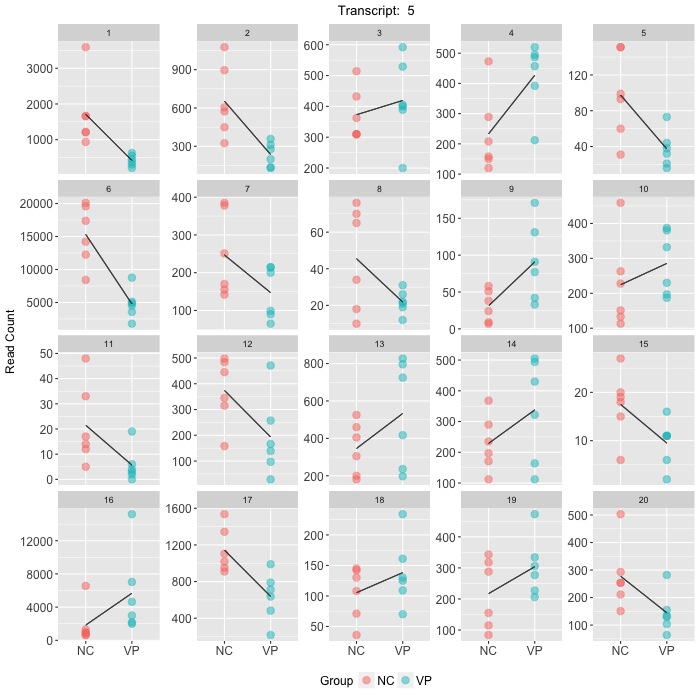 Transcript: 5
1 2 3 4 5
3000 2000 1000
900 600 300
600 500 400 300 200
500 400 300 200 100
120 80 40
6 7 8 9 10
20000 15000 10000 5000
400 300 200 100
60 40 20
150 100 50 0
400 300 200 100
Read Count
11 12 13 14 15
50 40 30 20 10 0
500 400 300 200 100
800 600 400 200
500 400 300 200 100
20 10
16 17 18 19 20
12000 8000 4000 0
1600 1200 800 400
200 150 100 50
400 300 200 100
500 400 300 200 100
NC VP NC VP NC VP NC VP NC VP
Group NC VP